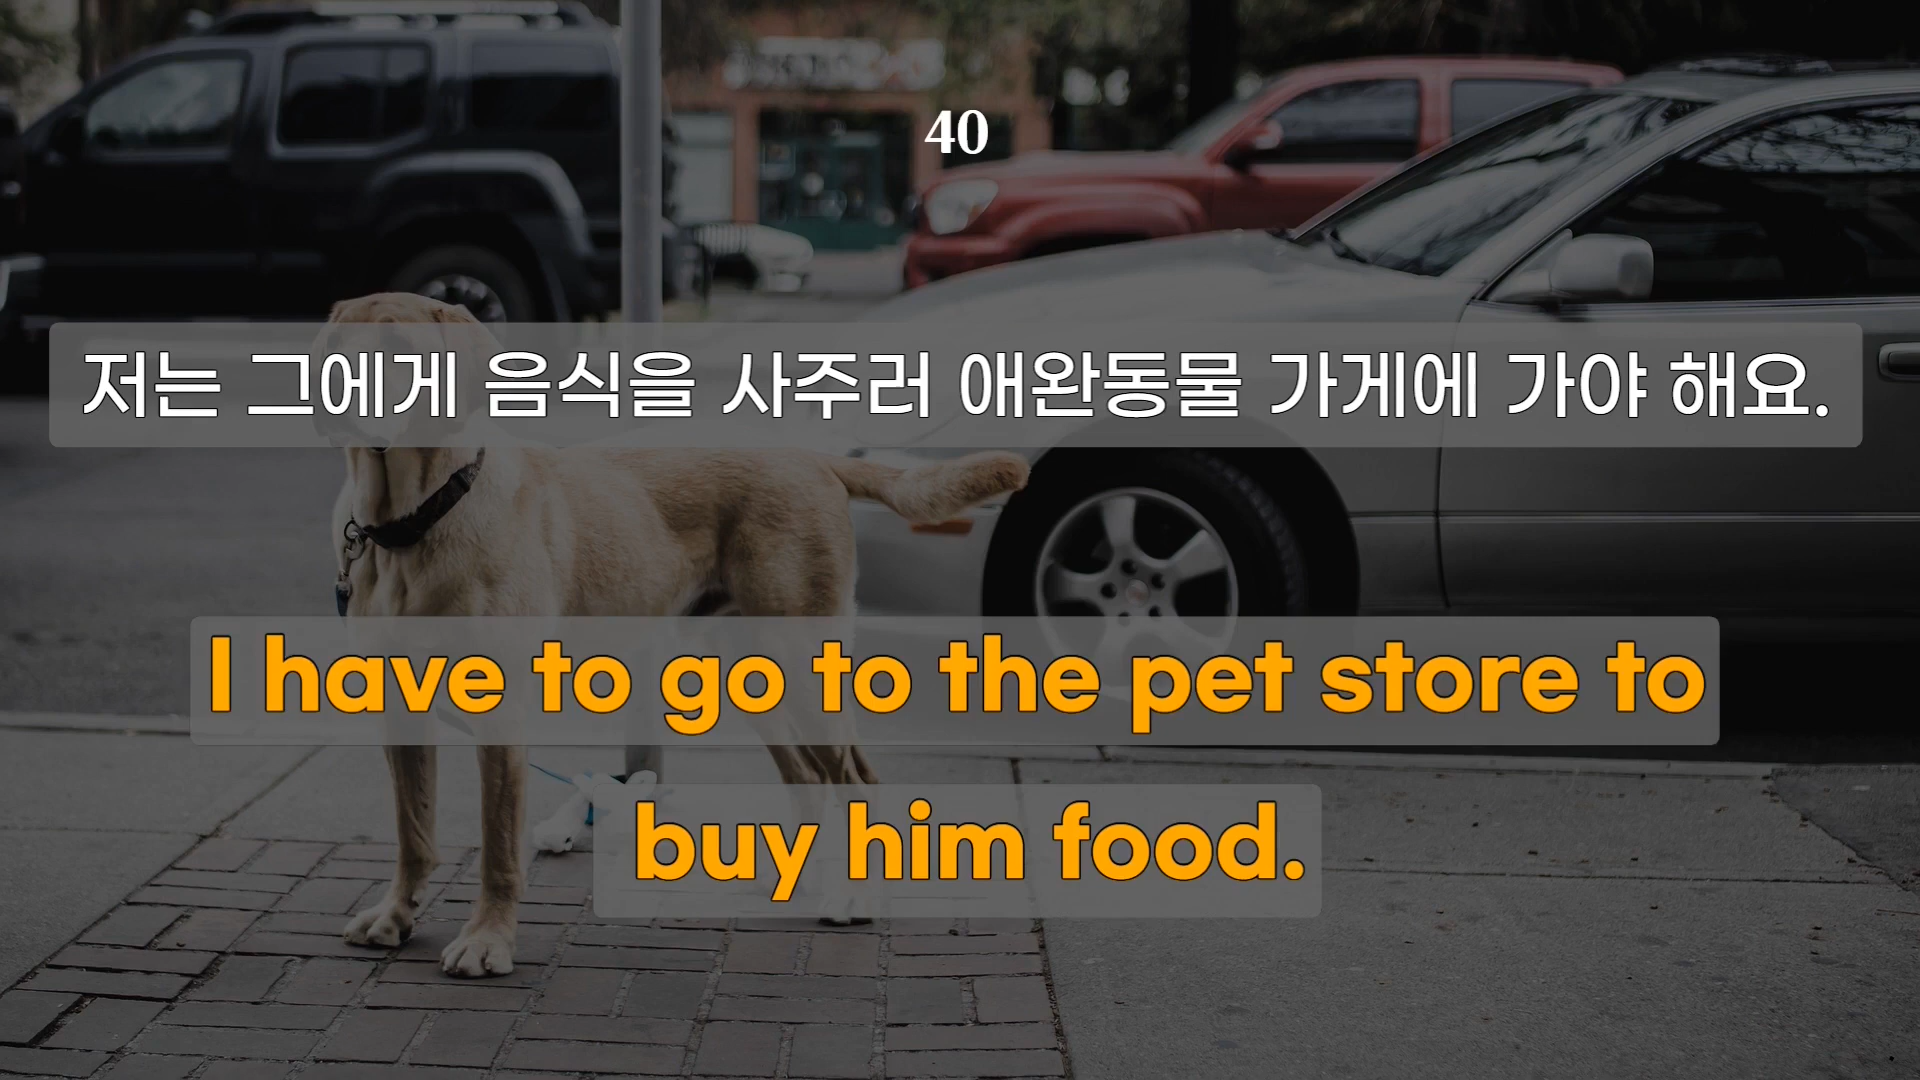 40
저는 그에게 음식을 사주러 애완동물 가게에 가야 해요.
I have to go to the pet store to
buy him food.